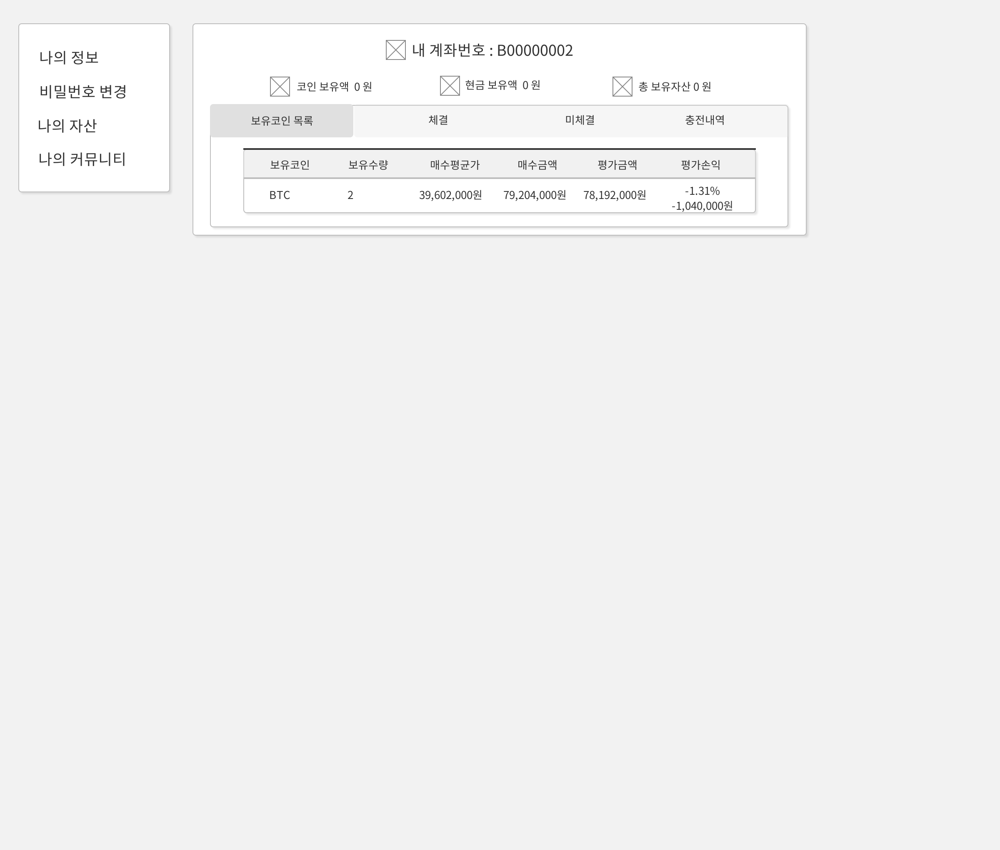 나의 정보
비밀번호 변경
나의 자산
나의 커뮤니티
내 계좌번호 : B00000002
코인 보유액 0 원
현금 보유액 0 원
총 보유자산 0 원
보유코인 목록
체결
미체결
충전내역
보유코인 보유수량 매수평균가 매수금액 평가금액 평가손익
BTC 2 39,602,000원 79,204,000원 78,192,000원 -1.31%
-1,040,000원